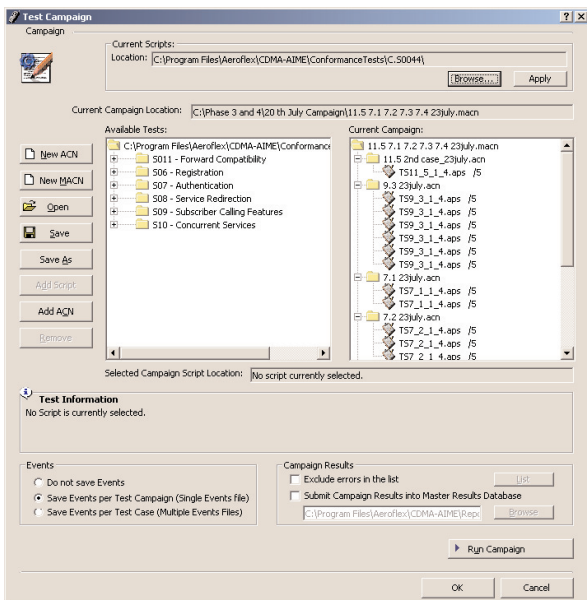 Test Campaign
Campaign
Current Scripts:
Location: C:\Program Files\Aeroflex\CDMA-AIME\ConformanceTests\C.S0044\
Browse...
Apply
Current Campaign Location: C:\Phase 3 and 4\20 th July Campaign\11.5 7.1 7.2 7.3 7.4 23july.macn
Available Tests:
C:\Program Files\Aeroflex\CDMA-AIME\Conformance
S011 - Forward Compatibility
S06 - Registration
S07 - Authentication
S08 - Service Redirection
S09 - Subscriber Calling Features
S10 - Concurrent Services
Current Campaign:
11.5 7.1 7.2 7.3 7.4 23july.macn
11.5 2nd case_23july.acn
TS11_5_1_4.aps /5
9.3 23july.acn
TS9_3_1_4.aps /5
TS9_3_1_4.aps /5
TS9_3_1_4.aps /5
TS9_3_1_4.aps /5
TS9_3_1_4.aps /5
TS9_3_1_4.aps /5
7.1 23july.acn
TS7_1_1_4.aps /5
TS7_1_1_4.aps /5
7.2 23july.acn
TS7_2_1_4.aps /5
TS7_2_1_4.aps /5
TS7_2_1_4.aps /5
New ACN
New MACN
Open
Save
Save As
Add Script
Add ACN
Remove
Selected Campaign Script Location: No script currently selected.
Test Information
No Script is currently selected.
Events
Do not save Events
Save Events per Test Campaign (Single Events file)
Save Events per Test Case (Multiple Events Files)
Campaign Results
Exclude errors in the list
List
Submit Campaign Results into Master Results Database
C:\Program Files\Aeroflex\CDMA-AIME\Repo
Browse
Run Campaign
OK
Cancel